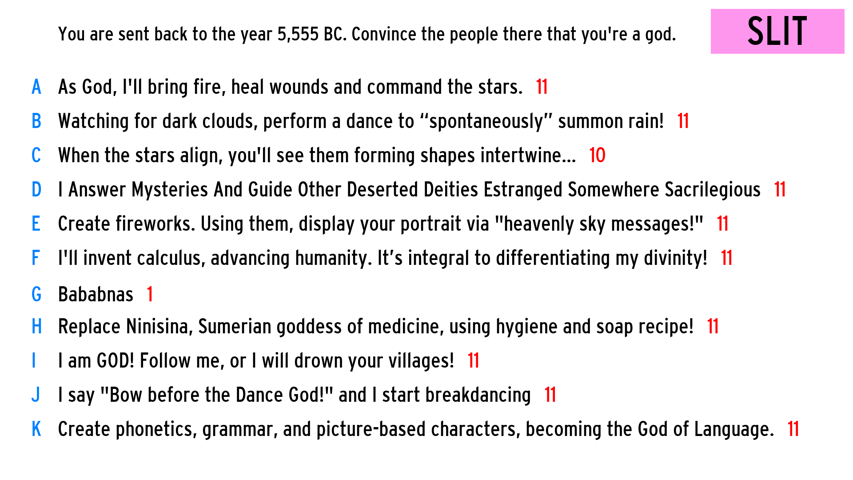 You are sent back to the year 5,555 BC. Convince the people there that you're a god.
SLIT
A As God, I'll bring fire, heal wounds and command the stars. 11
B Watching for dark clouds, perform a dance to “spontaneously” summon rain! 11
C When the stars align, you'll see them forming shapes intertwine... 10
D I Answer Mysteries And Guide Other Deserted Deities Estranged Somewhere Sacrilegious 11
E Create fireworks. Using them, display your portrait via "heavenly sky messages!" 11
F I'll invent calculus, advancing humanity. It’s integral to differentiating my divinity! 11
G Bababnas 1
H Replace Ninisina, Sumerian goddess of medicine, using hygiene and soap recipe! 11
I I am GOD! Follow me, or I will drown your villages! 11
J I say "Bow before the Dance God!" and I start breakdancing 11
K Create phonetics, grammar, and picture-based characters, becoming the God of Language. 11